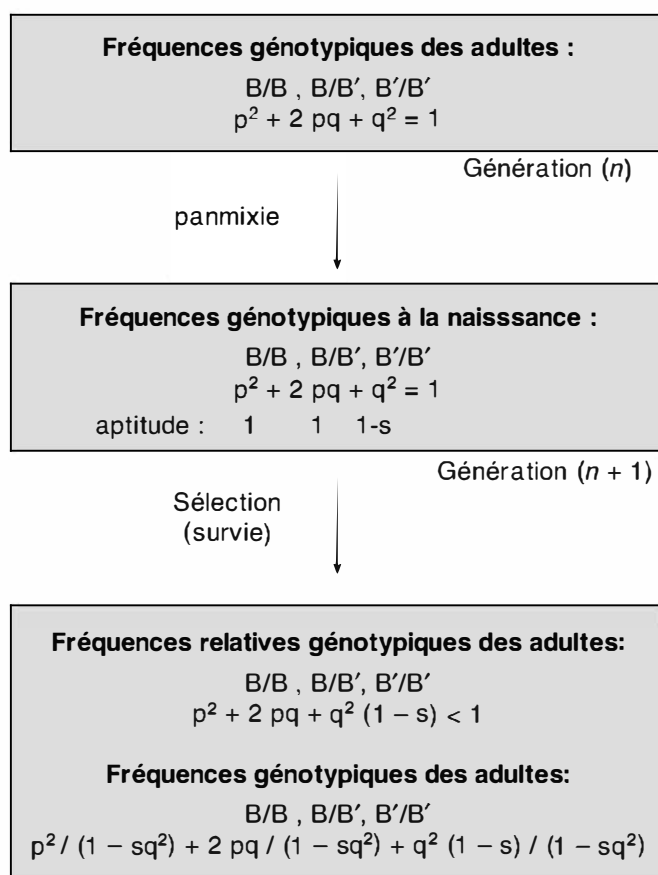 Fréquences génotypiques des adultes :
B/B , B/B′, B′/B′
p² + 2 pq + q² = 1
Génération (n)
panmixie
Fréquences génotypiques à la naisssance :
B/B , B/B′, B′/B′
p² + 2 pq + q² = 1
aptitude : 1 1 1-s
Génération (n + 1)
Sélection
(survie)
Fréquences relatives génotypiques des adultes:
B/B , B/B′, B′/B′
p² + 2 pq + q² (1 – s) < 1
Fréquences génotypiques des adultes:
B/B , B/B′, B′/B′
p² / (1 – sq²) + 2 pq / (1 – sq²) + q² (1 – s) / (1 – sq²)